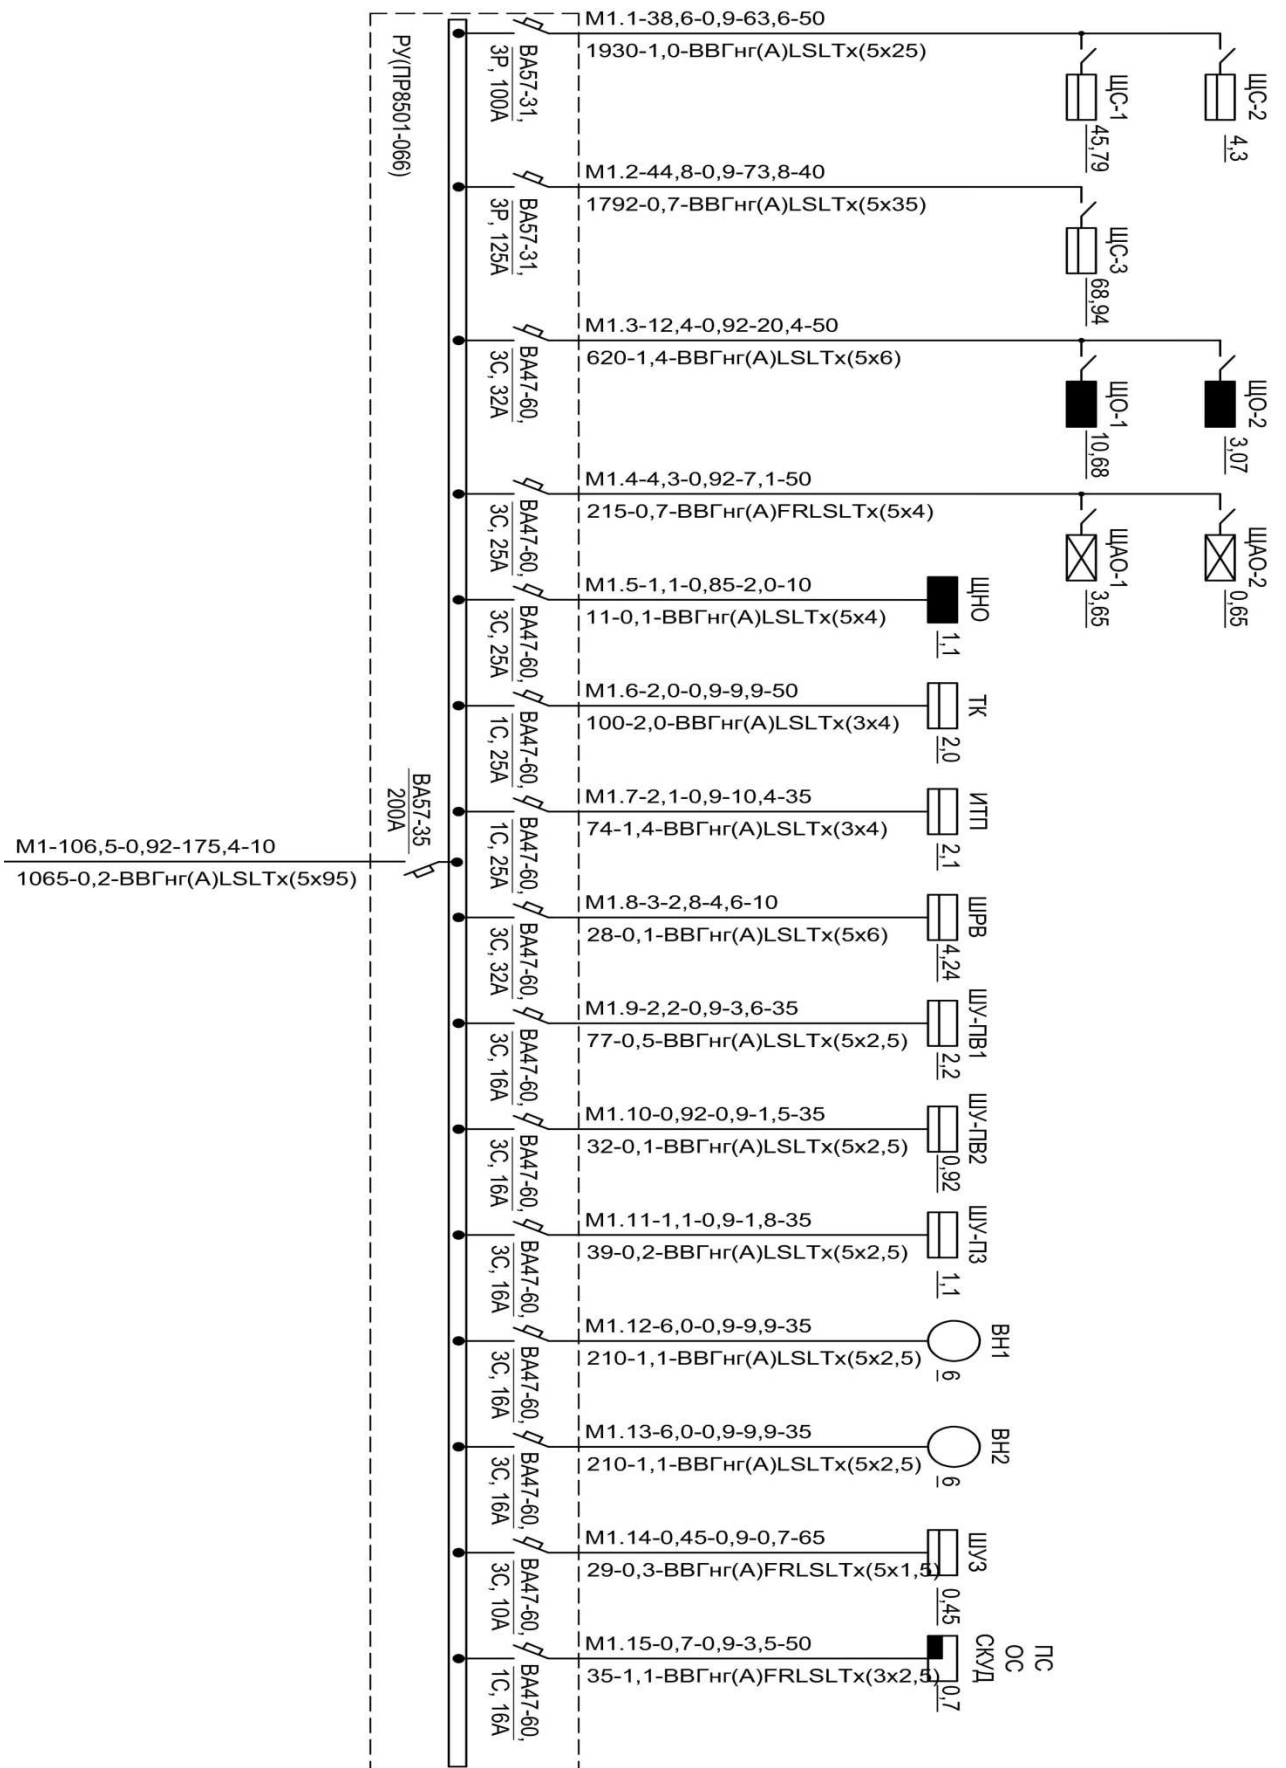 М1.1-38,6-0,9-63,6-50
1930-1,0-ВВГнг(А)LSLTx(5x25)
ВА57-31,
3Р, 100А
ЩС-1
45,79
ЩС-2
4,3
РУ(ПР8501-066)
М1.2-44,8-0,9-73,8-40
1792-0,7-ВВГнг(А)LSLTx(5x35)
ВА57-31,
3Р, 125А
ЩС-3
68,94
М1.3-12,4-0,92-20,4-50
620-1,4-ВВГнг(А)LSLTx(5x6)
ВА47-60,
3С, 32А
ЩО-1
10,68
ЩО-2
3,07
М1.4-4,3-0,92-7,1-50
215-0,7-ВВГнг(А)FRLSLTx(5x4)
ВА47-60,
3С, 25А
ЩАО-1
3,65
ЩАО-2
0,65
М1.5-1,1-0,85-2,0-10
11-0,1-ВВГнг(А)LSLTx(5x4)
ВА47-60,
3С, 25А
ЩНО
1,1
М1.6-2,0-0,9-9,9-50
100-2,0-ВВГнг(А)LSLTx(3x4)
ВА47-60,
1С, 25А
ТК
2,0
М1.7-2,1-0,9-10,4-35
74-1,4-ВВГнг(А)LSLTx(3x4)
ВА47-60,
1С, 25А
ИТП
2,1
ВА57-35
200А
М1-106,5-0,92-175,4-10
1065-0,2-ВВГнг(А)LSLTx(5x95)
М1.8-3-2,8-4,6-10
28-0,1-ВВГнг(А)LSLTx(5x6)
ВА47-60,
3С, 32А
ШРВ
4,24
М1.9-2,2-0,9-3,6-35
77-0,5-ВВГнг(А)LSLTx(5x2,5)
ВА47-60,
3С, 16А
ШУ-ПВ1
2,2
М1.10-0,92-0,9-1,5-35
32-0,1-ВВГнг(А)LSLTx(5x2,5)
ВА47-60,
3С, 16А
ШУ-ПВ2
0,92
М1.11-1,1-0,9-1,8-35
39-0,2-ВВГнг(А)LSLTx(5x2,5)
ВА47-60,
3С, 16А
ШУ-П3
1,1
М1.12-6,0-0,9-9,9-35
210-1,1-ВВГнг(А)LSLTx(5x2,5)
ВА47-60,
3С, 16А
ВН1
6
М1.13-6,0-0,9-9,9-35
210-1,1-ВВГнг(А)LSLTx(5x2,5)
ВА47-60,
3С, 16А
ВН2
6
М1.14-0,45-0,9-0,7-65
29-0,3-ВВГнг(А)FRLSLTx(5x1,5)
ВА47-60,
3С, 10А
ШУЗ
0,45
М1.15-0,7-0,9-3,5-50
35-1,1-ВВГнг(А)FRLSLTx(3x2,5)
ВА47-60,
1С, 16А
ПС
ОС
СКУД
0,7